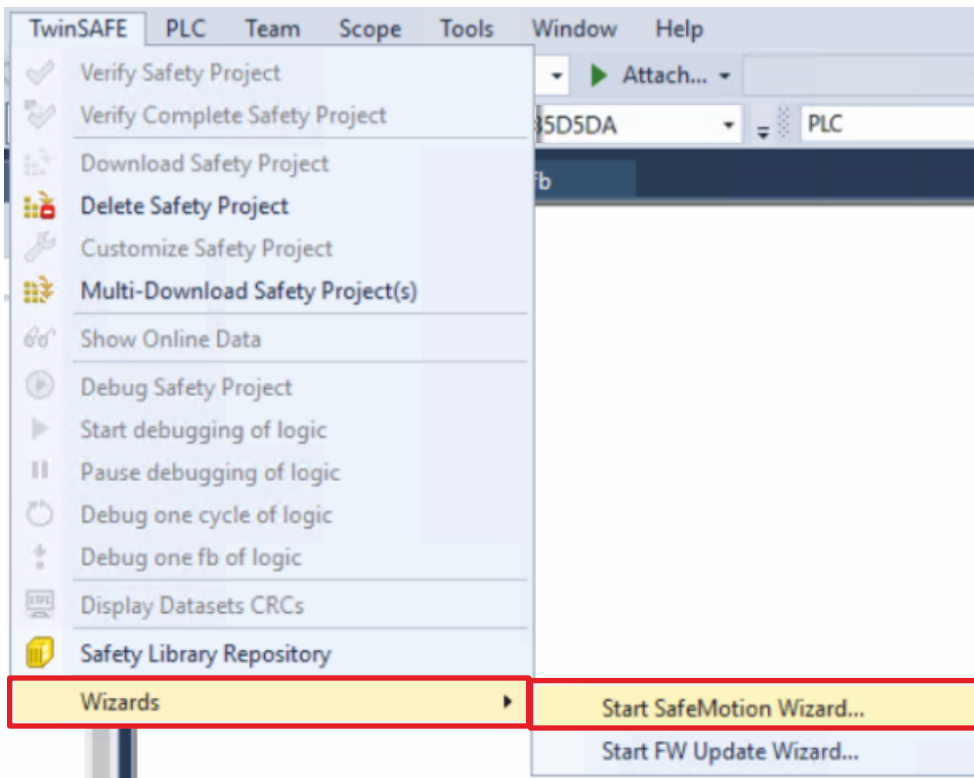 TwinSAFE PLC Team Scope Tools Window Help
Verify Safety Project
Attach...
Verify Complete Safety Project
35D5DA PLC
Download Safety Project
fb
Delete Safety Project
Customize Safety Project
Multi-Download Safety Project(s)
Show Online Data
Debug Safety Project
Start debugging of logic
Pause debugging of logic
Debug one cycle of logic
Debug one fb of logic
Display Datasets CRCs
Safety Library Repository
Wizards
Start SafeMotion Wizard...
Start FW Update Wizard...